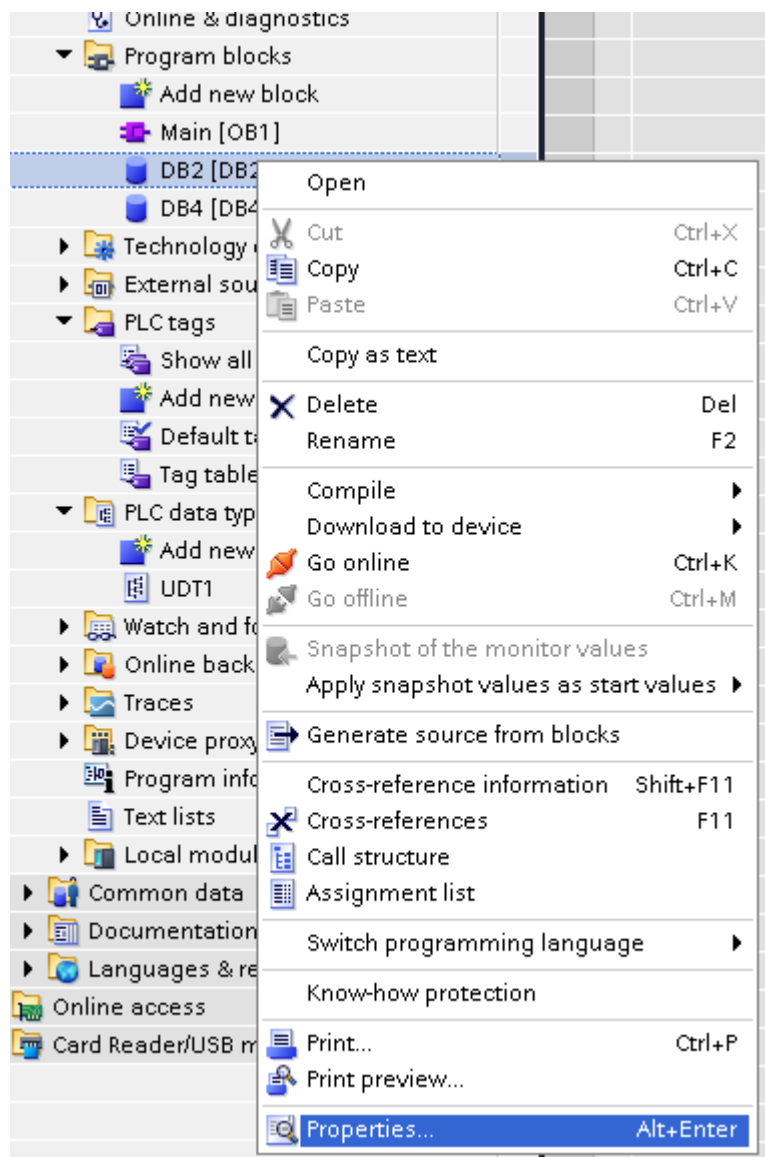 Online & diagnostics
Program blocks
Add new block
Main [OB1]
DB2 [DB2
DB4 [DB4
Technology
External sou
PLC tags
Show all
Add new
Default ta
Tag table
PLC data typ
Add new
UDT1
Watch and fo
Online back
Traces
Device proxy
Program info
Text lists
Local modul
Common data
Documentation
Languages & re
Online access
Card Reader/USB m
Open
Cut Ctrl+X
Copy Ctrl+C
Paste Ctrl+V
Copy as text
Delete Del
Rename F2
Compile
Download to device
Go online Ctrl+K
Go offline Ctrl+M
Snapshot of the monitor values
Apply snapshot values as start values
Generate source from blocks
Cross-reference information Shift+F11
Cross-references F11
Call structure
Assignment list
Switch programming language
Know-how protection
Print... Ctrl+P
Print preview...
Properties... Alt+Enter